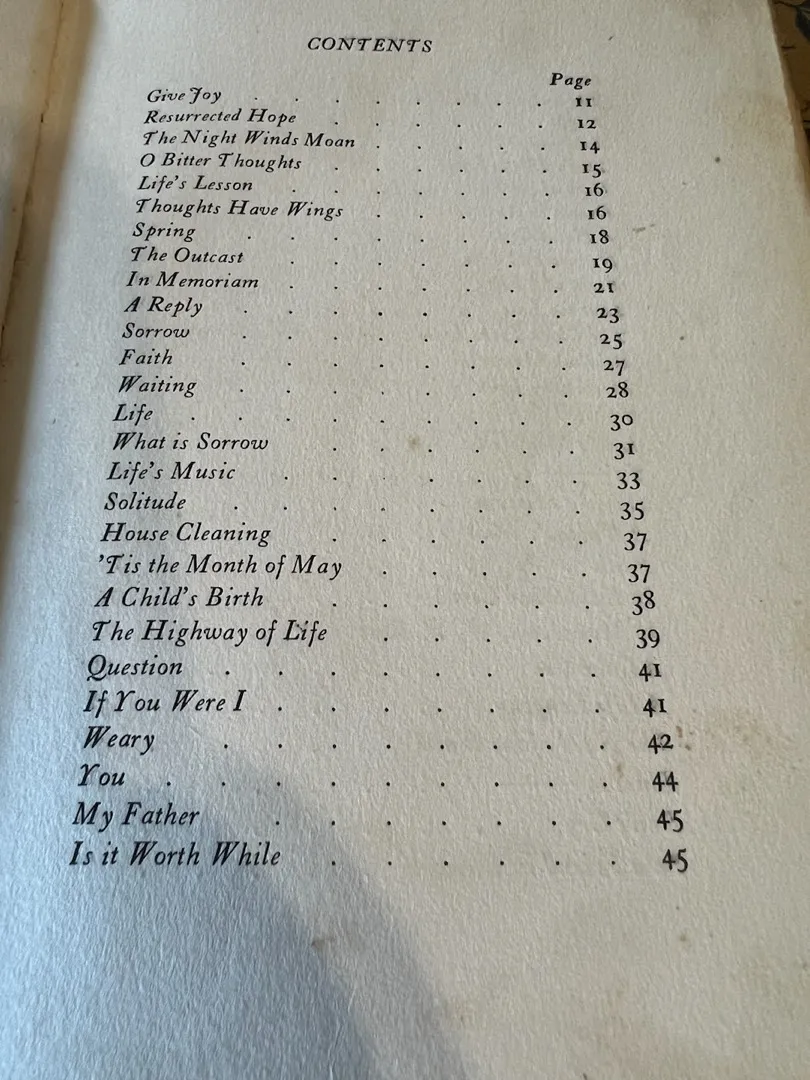 CONTENTS
Page
Give Joy . . . . . . . 11
Resurrected Hope . . . . . 12
The Night Winds Moan . . . . 14
O Bitter Thoughts . . . . . 15
Life's Lesson . . . . . . 16
Thoughts Have Wings . . . . 16
Spring . . . . . . . 18
The Outcast . . . . . . 19
In Memoriam . . . . . . 21
A Reply . . . . . . . 23
Sorrow . . . . . . . 25
Faith . . . . . . . 27
Waiting . . . . . . . 28
Life . . . . . . . . 30
What is Sorrow . . . . . 31
Life's Music . . . . . . 33
Solitude . . . . . . . 35
House Cleaning . . . . . 37
'Tis the Month of May . . . . 37
A Child's Birth . . . . . 38
The Highway of Life . . . . 39
Question . . . . . . . 41
If You Were I . . . . . . 41
Weary . . . . . . . 42
You . . . . . . . . 44
My Father . . . . . . 45
Is it Worth While . . . . . 45